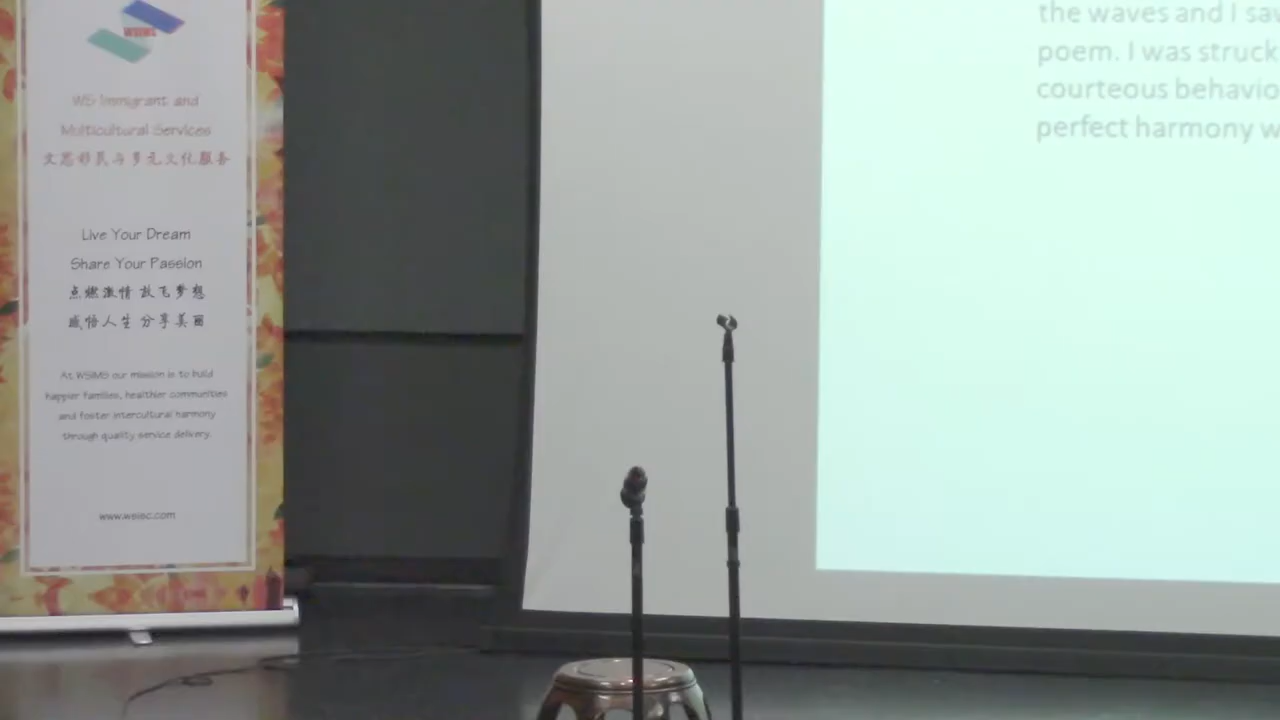 WSIMS
WS Immigrant and
Multicultural Services
文思移民与多元文化服务
Live Your Dream
Share Your Passion
点燃激情 放飞梦想
感悟人生 分享美丽
At WSIMS our mission is to build
happier families, healthier communities
and foster intercultural harmony
through quality service delivery.
www.wsisc.com
the waves and I sav
poem. I was struck
courteous behavio
perfect harmony w